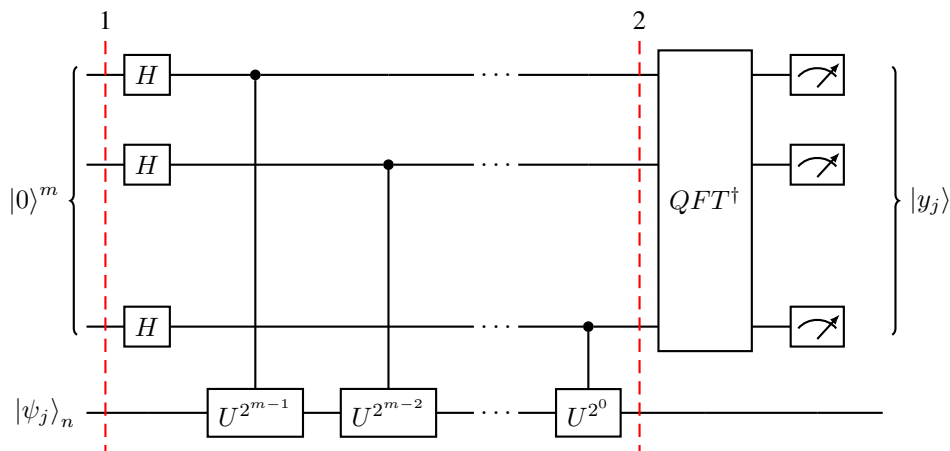 1 2
H
H
|0⟩^m QFT† |y_j⟩
H
|ψ_j⟩_n U^{2^{m-1}} U^{2^{m-2}} ··· U^{2^0}